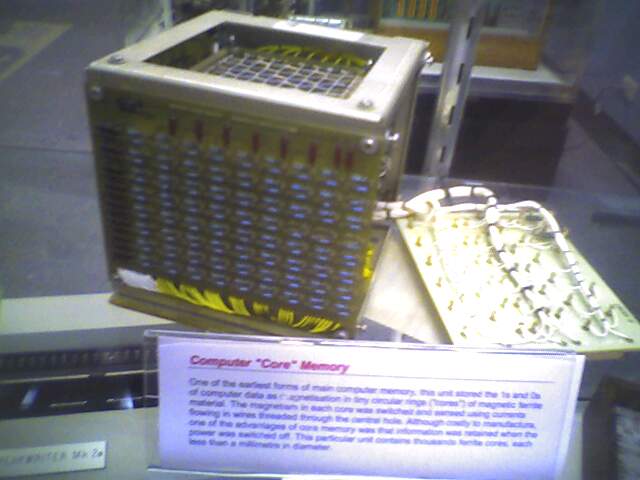 Computer "Core" Memory
One of the earliest forms of main computer memory, this unit stored the 1s and 0s
of computer data as magnetisation in tiny circular rings ("cores") of magnetic ferrite
material. The magnetism in each core was switched and sensed using currents
flowing in wires threaded through the central hole. Although costly to manufacture,
one of the advantages of core memory was that information was retained when the
power was switched off. This particular unit contains thousands ferrite cores, each
less than a millimetre in diameter.
WRITER Mk 2